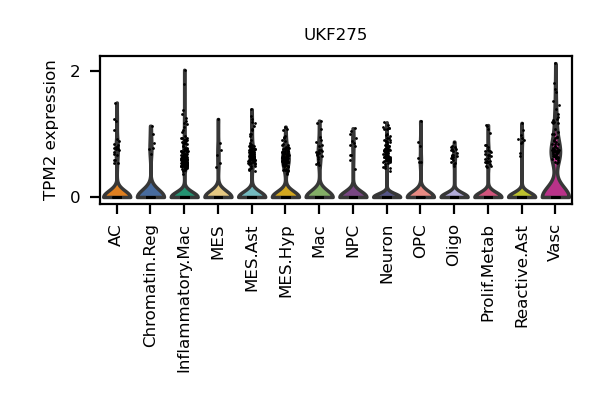 UKF275
TPM2 expression
2
0
AC
Chromatin.Reg
Inflammatory.Mac
MES
MES.Ast
MES.Hyp
Mac
NPC
Neuron
OPC
Oligo
Prolif.Metab
Reactive.Ast
Vasc